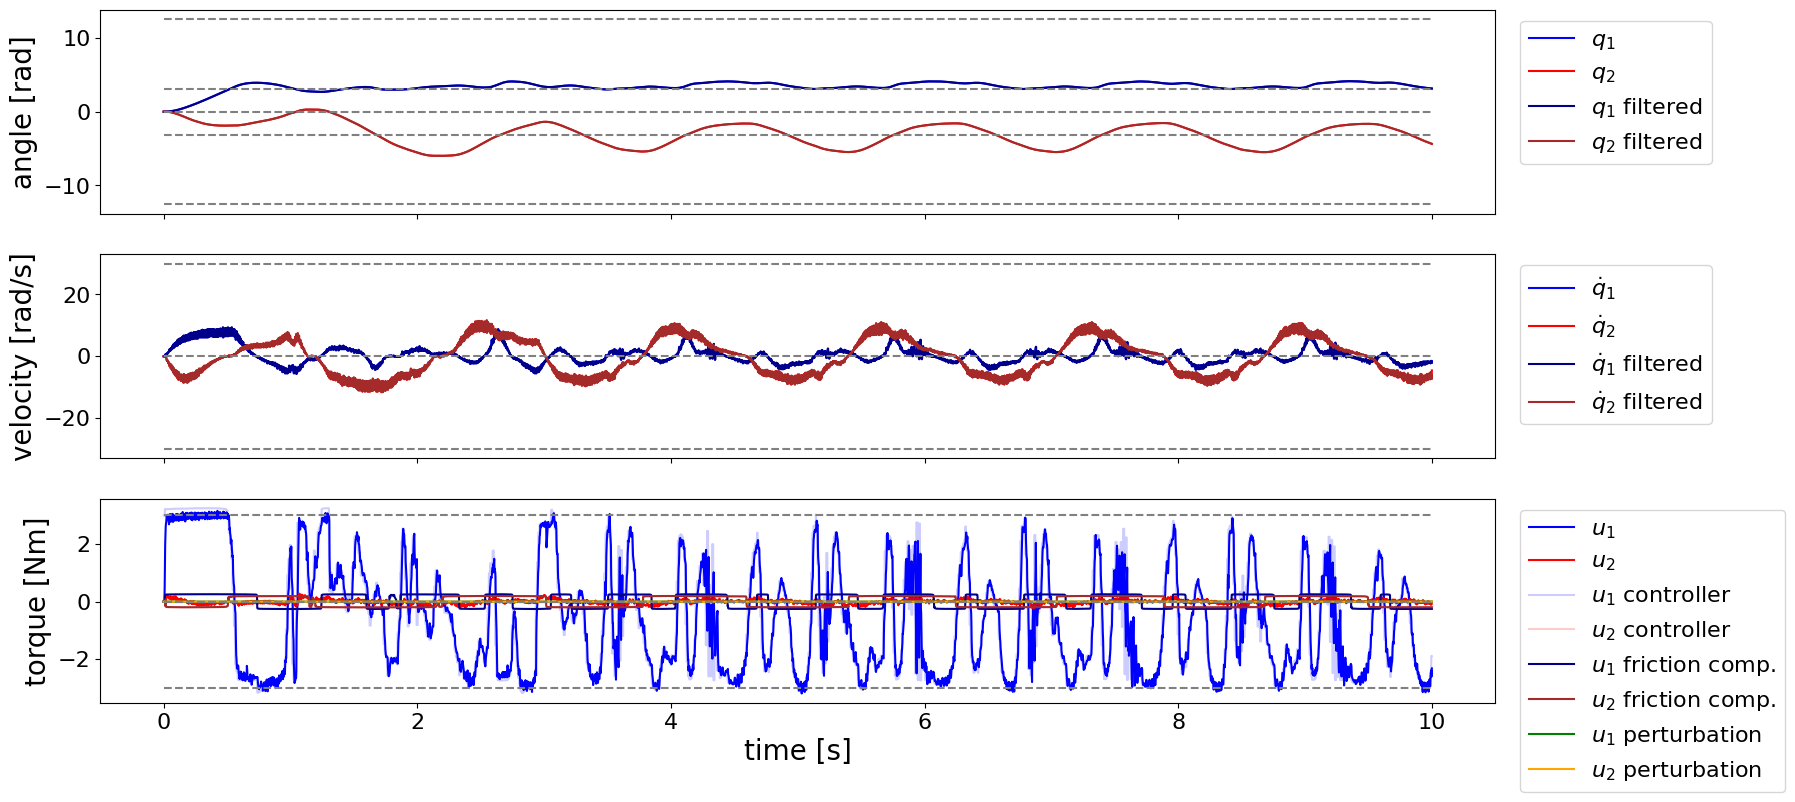 angle [rad]
10
0
−10
q₁
q₂
q₁ filtered
q₂ filtered
velocity [rad/s]
20
0
−20
q̇₁
q̇₂
q̇₁ filtered
q̇₂ filtered
torque [Nm]
2
0
−2
0 2 4 6 8 10
time [s]
u₁
u₂
u₁ controller
u₂ controller
u₁ friction comp.
u₂ friction comp.
u₁ perturbation
u₂ perturbation